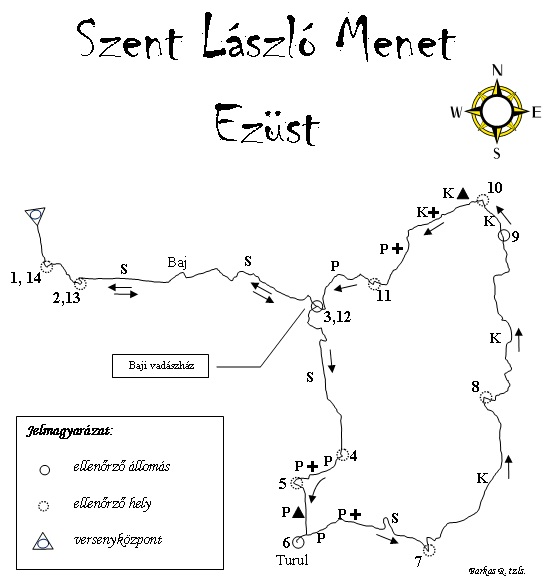 Szent László Menet
Ezüst
N
W E
S
K 10
K+ K
9
P+
Baj
S S P
1, 14
2,13
11
3,12
K
Baji vadászház
S
8
Jelmagyarázat:
ellenőrző állomás
ellenőrző hely
versenyközpont
P+ P 4
5
K
P P+
S
6 P
7
Turul
Barkas R. tzls.